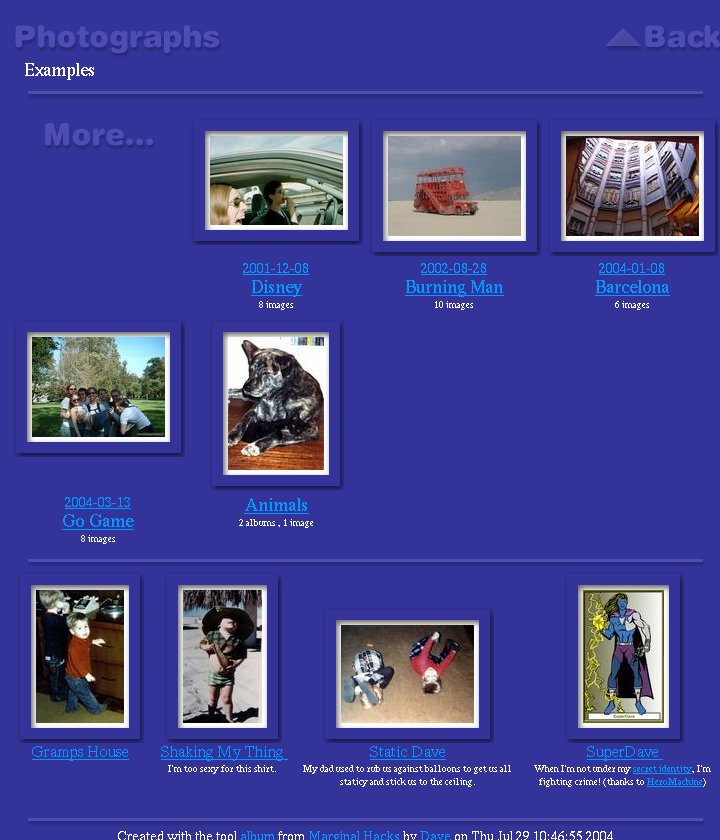 Photographs
Back
Examples
More...
2001-12-08
Disney
8 images
2002-08-28
Burning Man
10 images
2004-01-08
Barcelona
6 images
2004-03-13
Go Game
8 images
Animals
2 albums , 1 image
Gramps House
Shaking My Thing
I'm too sexy for this shirt.
Static Dave
My dad used to rub us against balloons to get us all
staticy and stick us to the ceiling.
SuperDave
SuperDave
When I'm not under my secret identity, I'm
fighting crime! (thanks to HeroMachine)
Created with the tool album from Marginal Hacks by Dave on Thu Jul 29 10:46:55 2004